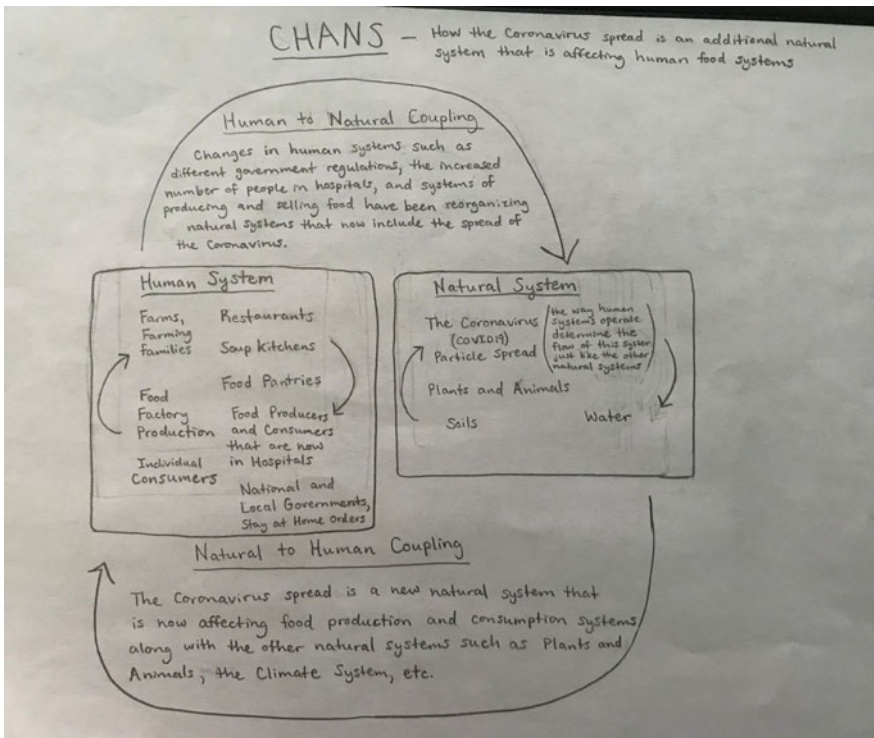 CHANS - How the Coronavirus spread is an additional natural
system that is affecting human food systems
Human to Natural Coupling
Changes in human systems such as
different government regulations, the increased
number of people in hospitals, and systems of
producing and selling food have been reorganizing
natural systems that now include the spread of
the Coronavirus.
Human System
Farms,
Farming
families
Food
Factory
Production
Individual
Consumers
Restaurants
Soup Kitchens
Food Pantries
Food Producers
and Consumers
that are now
in Hospitals
National and
Local Governments,
Stay at Home Orders
Natural System
The Coronavirus
(COVID19)
Particle Spread
(the way human
systems operate
determine the
flow of this system
just like the other
natural systems)
Plants and Animals
Soils
Water
Natural to Human Coupling
The Coronavirus spread is a new natural system that
is now affecting food production and consumption systems
along with the other natural systems such as Plants and
Animals, the Climate System, etc.